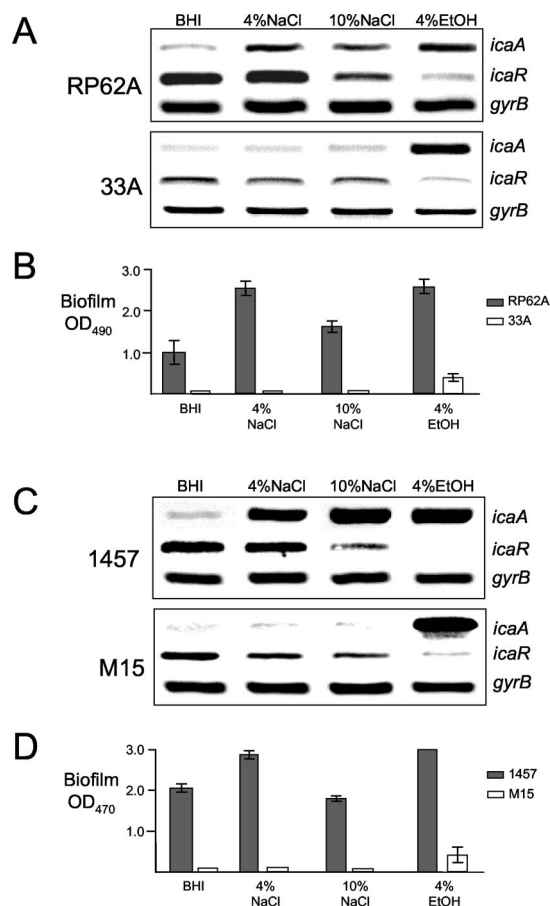 A
BHI 4%NaCl 10%NaCl 4%EtOH
RP62A
icaA
icaR
gyrB
33A
icaA
icaR
gyrB
B
Biofilm
OD490
3.0
2.0
1.0
RP62A
33A
BHI 4% NaCl 10% NaCl 4% EtOH
C
BHI 4%NaCl 10%NaCl 4%EtOH
1457
icaA
icaR
gyrB
M15
icaA
icaR
gyrB
D
Biofilm
OD470
3.0
2.0
1.0
1457
M15
BHI 4% NaCl 10% NaCl 4% EtOH